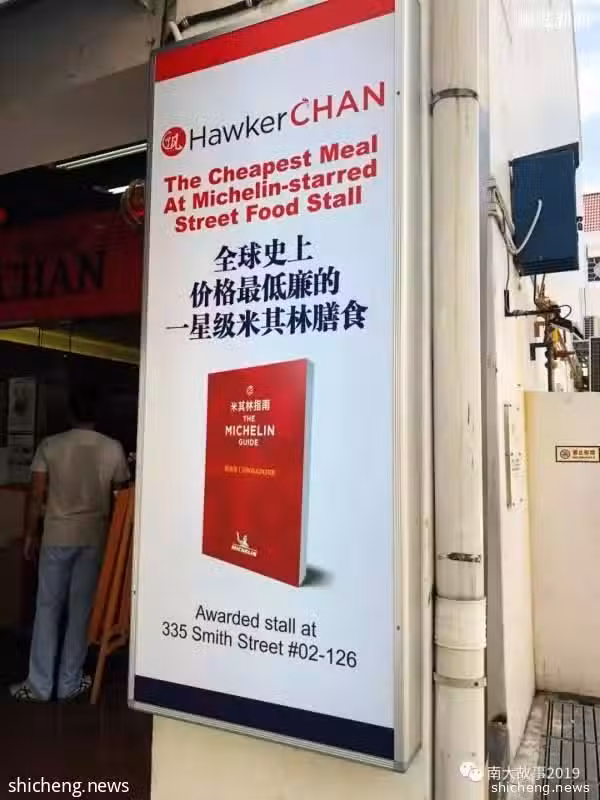 HawkerCHAN
The Cheapest Meal
At Michelin-starred
Street Food Stall
全球史上
价格最低廉的
一星级米其林膳食
米其林指南
THE
MICHELIN
GUIDE
MICHELIN
Awarded stall at
335 Smith Street #02-126
CHAN
南大故事2019
shicheng.news
shicheng.news